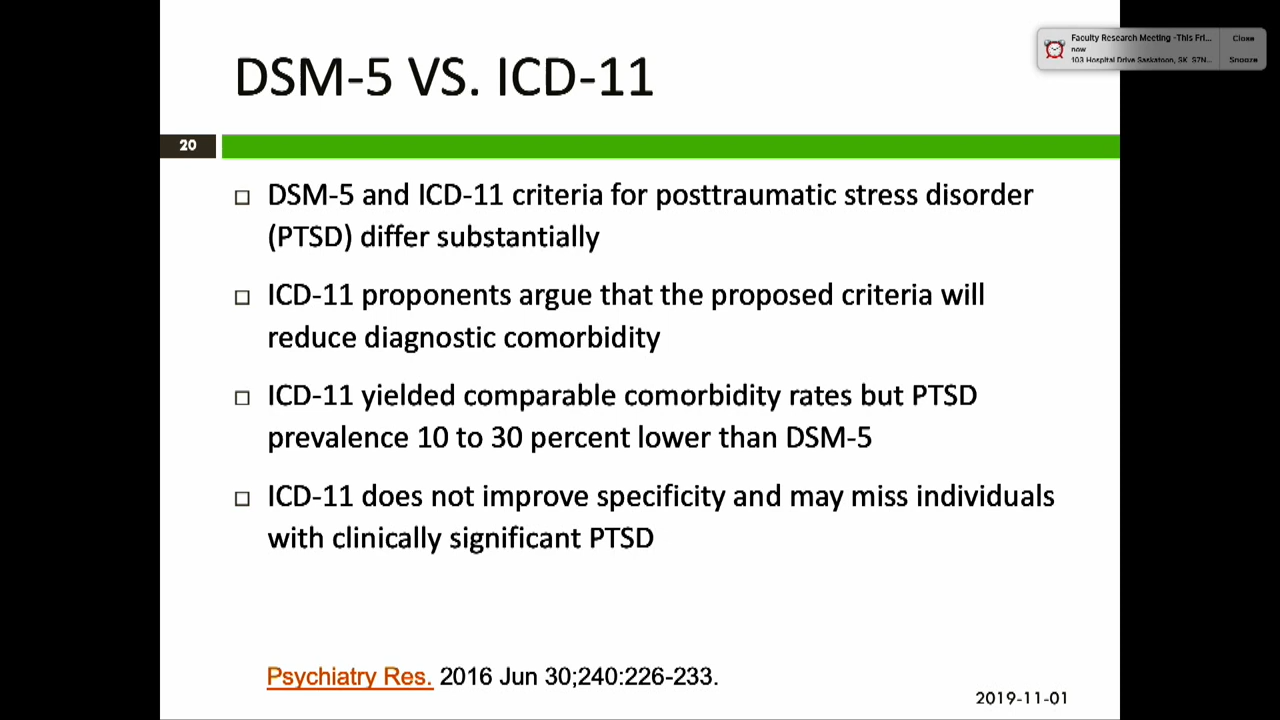 DSM-5 VS. ICD-11
Faculty Research Meeting -This Fri...
now
103 Hospital Drive Saskatoon, SK S7N...
Close
Snooze
20
DSM-5 and ICD-11 criteria for posttraumatic stress disorder
(PTSD) differ substantially
ICD-11 proponents argue that the proposed criteria will
reduce diagnostic comorbidity
ICD-11 yielded comparable comorbidity rates but PTSD
prevalence 10 to 30 percent lower than DSM-5
ICD-11 does not improve specificity and may miss individuals
with clinically significant PTSD
Psychiatry Res. 2016 Jun 30;240:226-233.
2019-11-01